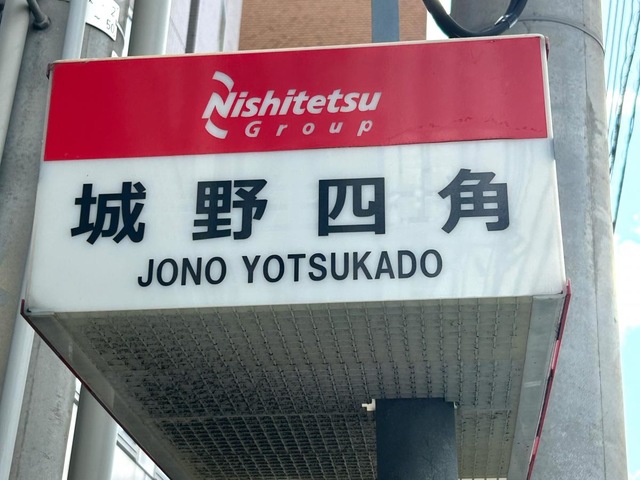 Nishitetsu
Group
城野四角
JONO YOTSUKADO